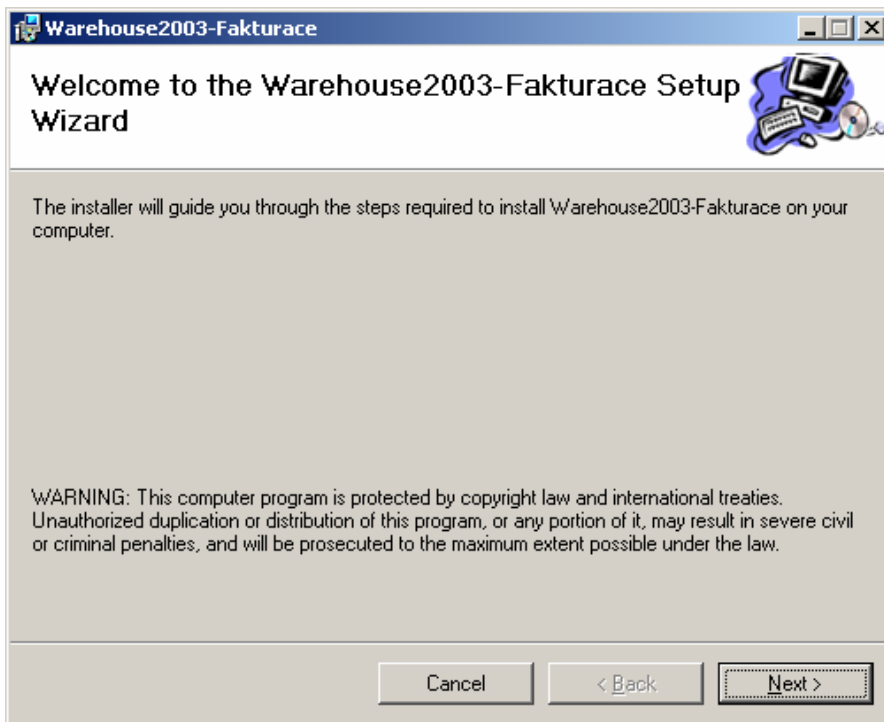 Warehouse2003-Fakturace
Welcome to the Warehouse2003-Fakturace Setup
Wizard
The installer will guide you through the steps required to install Warehouse2003-Fakturace on your
computer.
WARNING: This computer program is protected by copyright law and international treaties.
Unauthorized duplication or distribution of this program, or any portion of it, may result in severe civil
or criminal penalties, and will be prosecuted to the maximum extent possible under the law.
Cancel < Back Next >